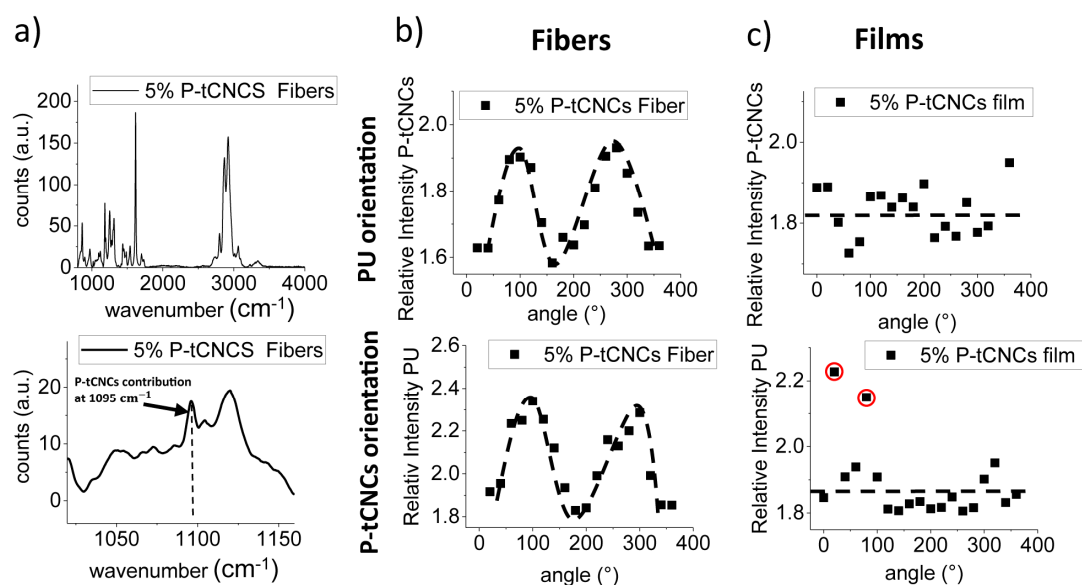 a)
b)
c)
Fibers
Films
5% P-tCNCS Fibers
counts (a.u.)
200
150
100
50
0
1000
2000
3000
4000
wavenumber (cm⁻¹)
5% P-tCNCS Fibers
P-tCNCs contribution
at 1095 cm⁻¹
counts (a.u.)
20
10
0
1050
1100
1150
wavenumber (cm⁻¹)
PU orientation
5% P-tCNCs Fiber
Relative Intensity P-tCNCs
2.0
1.8
1.6
0
100
200
300
400
angle (°)
5% P-tCNCs film
Relative Intensity P-tCNCs
2.0
1.8
0
100
200
300
400
angle (°)
P-tCNCs orientation
5% P-tCNCs Fiber
Relativ Intensity PU
2.6
2.4
2.2
2.0
1.8
0
100
200
300
400
angle (°)
5% P-tCNCs film
Relative Intensity PU
2.2
2.0
1.8
0
100
200
300
400
angle (°)